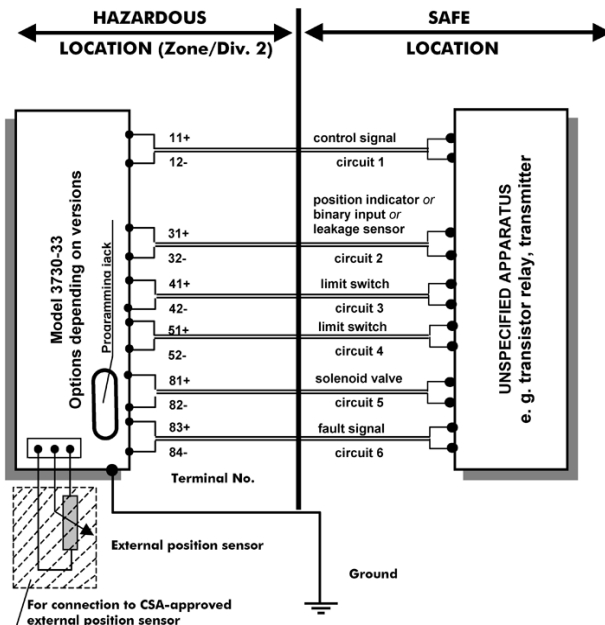 HAZARDOUS
LOCATION (Zone/Div. 2)
SAFE
LOCATION
Model 3730-33
Options depending on versions
Programming jack
11+
12-
31+
32-
41+
42-
51+
52-
81+
82-
83+
84-
Terminal No.
control signal
circuit 1
position indicator or
binary input or
leakage sensor
circuit 2
limit switch
circuit 3
limit switch
circuit 4
solenoid valve
circuit 5
fault signal
circuit 6
UNSPECIFIED APPARATUS
e. g. transistor relay, transmitter
External position sensor
Ground
For connection to CSA-approved
external position sensor